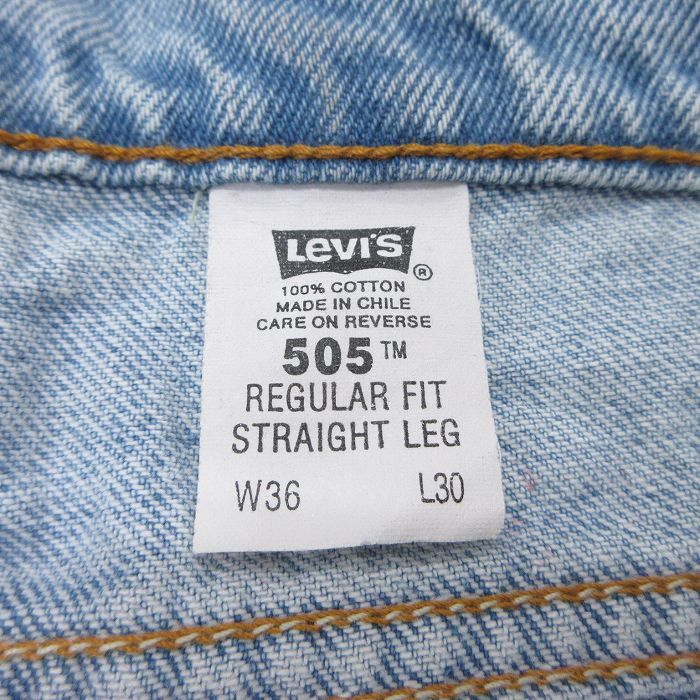 Levi's ®
100% COTTON
MADE IN CHILE
CARE ON REVERSE
505™
REGULAR FIT
STRAIGHT LEG
W36 L30